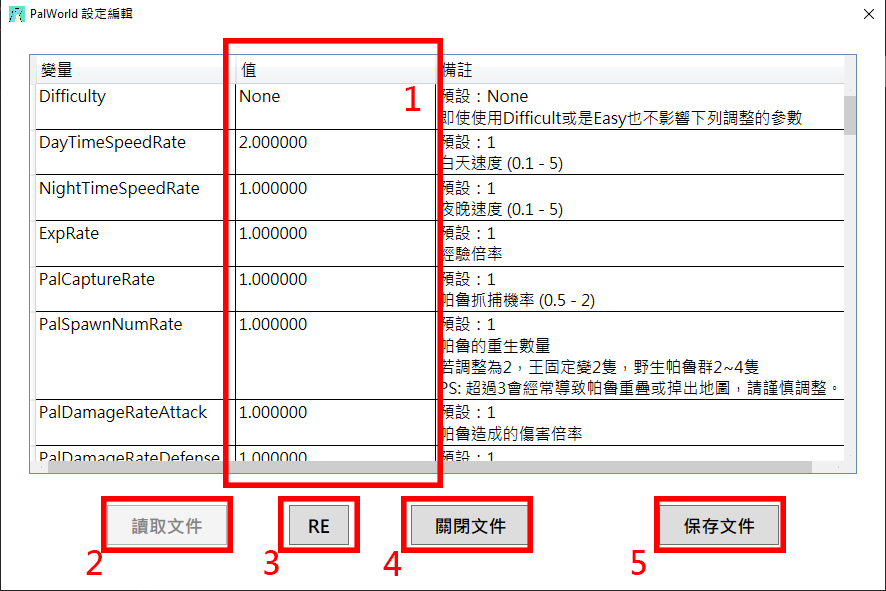 PalWorld 設定編輯
變量 值 備註
Difficulty None 預設：None
1
即使使用Difficult或是Easy也不影響下列調整的參數
DayTimeSpeedRate 2.000000 預設：1
白天速度 (0.1 - 5)
NightTimeSpeedRate 1.000000 預設：1
夜晚速度 (0.1 - 5)
ExpRate 1.000000 預設：1
經驗倍率
PalCaptureRate 1.000000 預設：1
帕魯抓捕機率 (0.5 - 2)
PalSpawnNumRate 1.000000 預設：1
帕魯的重生數量
若調整為2，王固定變2隻，野生帕魯群2~4隻
PS: 超過3會經常導致帕魯重疊或掉出地圖，請謹慎調整。
PalDamageRateAttack 1.000000 預設：1
帕魯造成的傷害倍率
PalDamageRateDefense 1.000000 預設：1
讀取文件 RE 關閉文件 保存文件
2 3 4 5